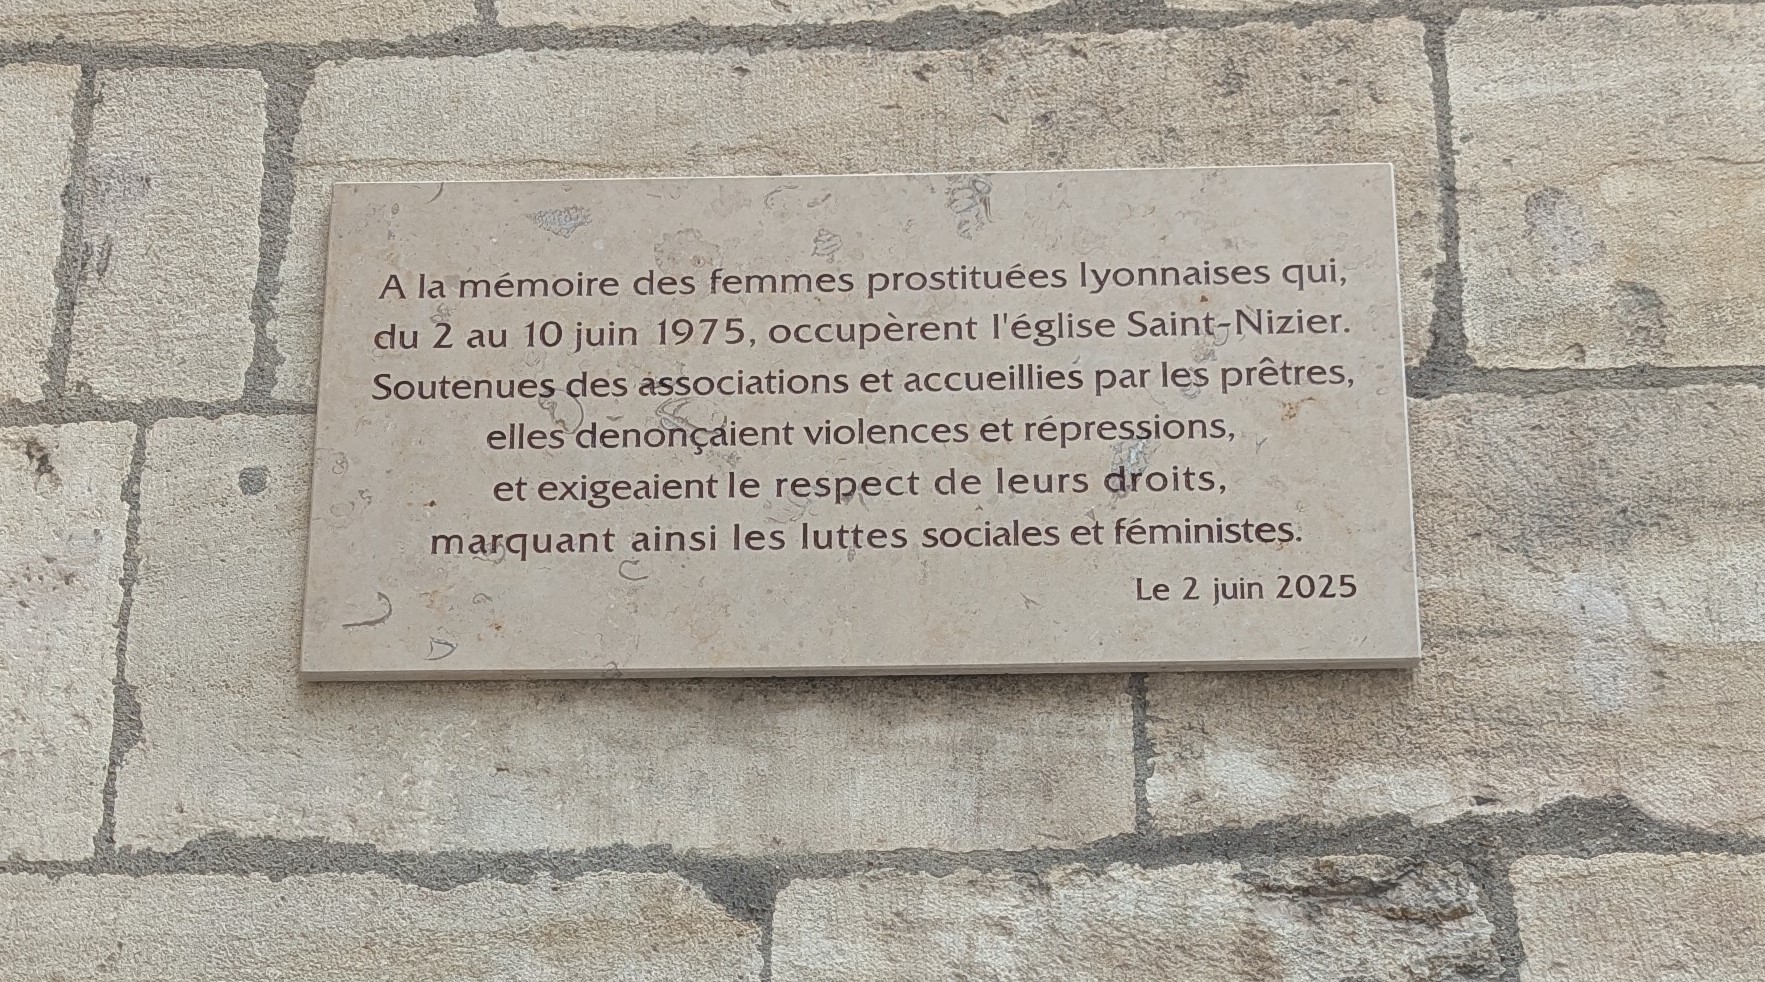 A la mémoire des femmes prostituées lyonnaises qui,
du 2 au 10 juin 1975, occupèrent l'église Saint-Nizier.
Soutenues des associations et accueillies par les prêtres,
elles dénonçaient violences et répressions,
et exigeaient le respect de leurs droits,
marquant ainsi les luttes sociales et féministes.
Le 2 juin 2025